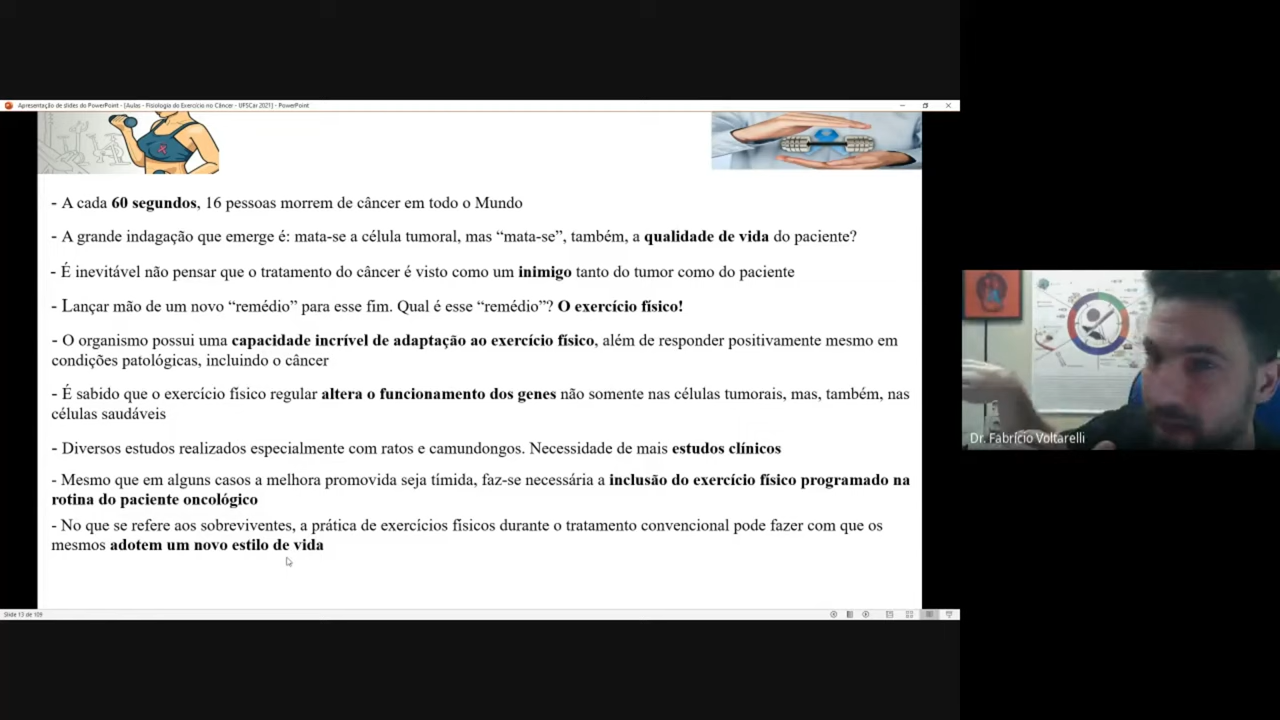 Apresentação de slides do PowerPoint - [Aulas - Fisiologia do Exercício no Câncer - UFSCar 2021] - PowerPoint
- A cada 60 segundos, 16 pessoas morrem de câncer em todo o Mundo
- A grande indagação que emerge é: mata-se a célula tumoral, mas “mata-se”, também, a qualidade de vida do paciente?
- É inevitável não pensar que o tratamento do câncer é visto como um inimigo tanto do tumor como do paciente
- Lançar mão de um novo “remédio” para esse fim. Qual é esse “remédio”? O exercício físico!
- O organismo possui uma capacidade incrível de adaptação ao exercício físico, além de responder positivamente mesmo em
condições patológicas, incluindo o câncer
- É sabido que o exercício físico regular altera o funcionamento dos genes não somente nas células tumorais, mas, também, nas
células saudáveis
- Diversos estudos realizados especialmente com ratos e camundongos. Necessidade de mais estudos clínicos
- Mesmo que em alguns casos a melhora promovida seja tímida, faz-se necessária a inclusão do exercício físico programado na
rotina do paciente oncológico
- No que se refere aos sobreviventes, a prática de exercícios físicos durante o tratamento convencional pode fazer com que os
mesmos adotem um novo estilo de vida
Slide 13 de 109
Dr. Fabrício Voltarelli